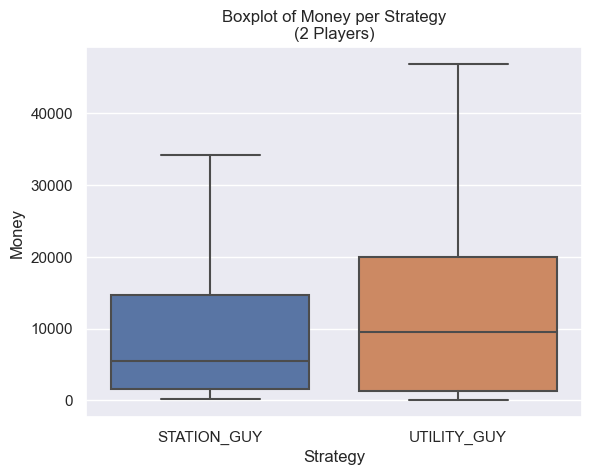 Boxplot of Money per Strategy
(2 Players)
40000
30000
20000
10000
0
Money
STATION_GUY
UTILITY_GUY
Strategy